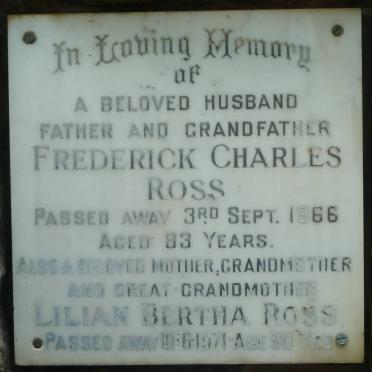 In Loving Memory
OF
A BELOVED HUSBAND
FATHER AND GRANDFATHER
FREDERICK CHARLES
ROSS
PASSED AWAY 3RD SEPT. 1966
AGED 83 YEARS.
ALSO A BELOVED MOTHER, GRANDMOTHER
AND GREAT GRANDMOTHER
LILIAN BERTHA ROSS
PASSED AWAY